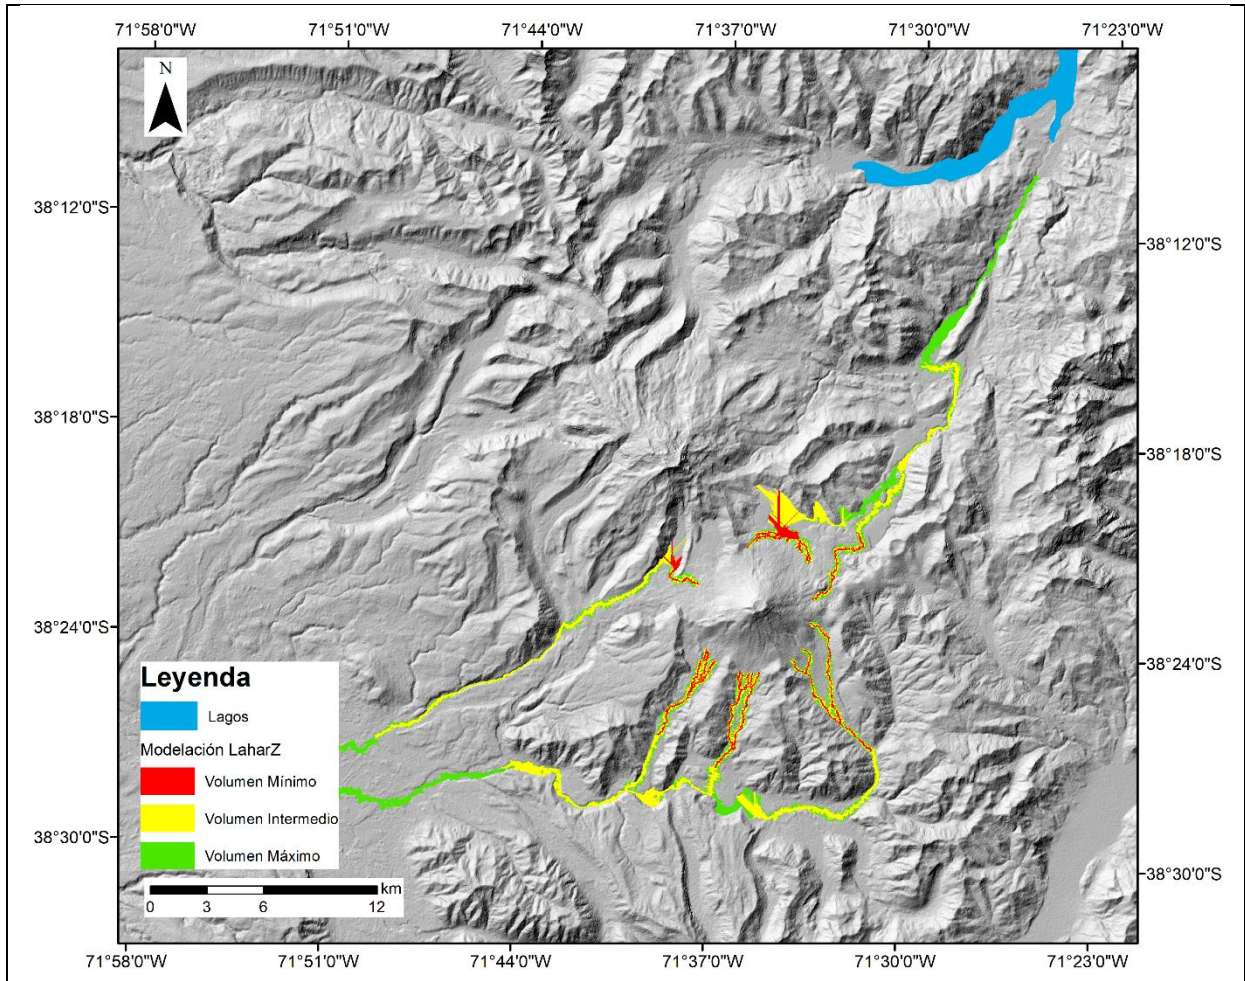 71°58'0"W 71°51'0"W 71°44'0"W 71°37'0"W 71°30'0"W 71°23'0"W
N
38°12'0"S
38°12'0"S
38°18'0"S
38°18'0"S
38°24'0"S
38°24'0"S
Leyenda
Lagos
Modelación LaharZ
Volumen Mínimo
Volumen Intermedio
Volumen Máximo
38°30'0"S
38°30'0"S
km
0 3 6 12
71°58'0"W 71°51'0"W 71°44'0"W 71°37'0"W 71°30'0"W 71°23'0"W